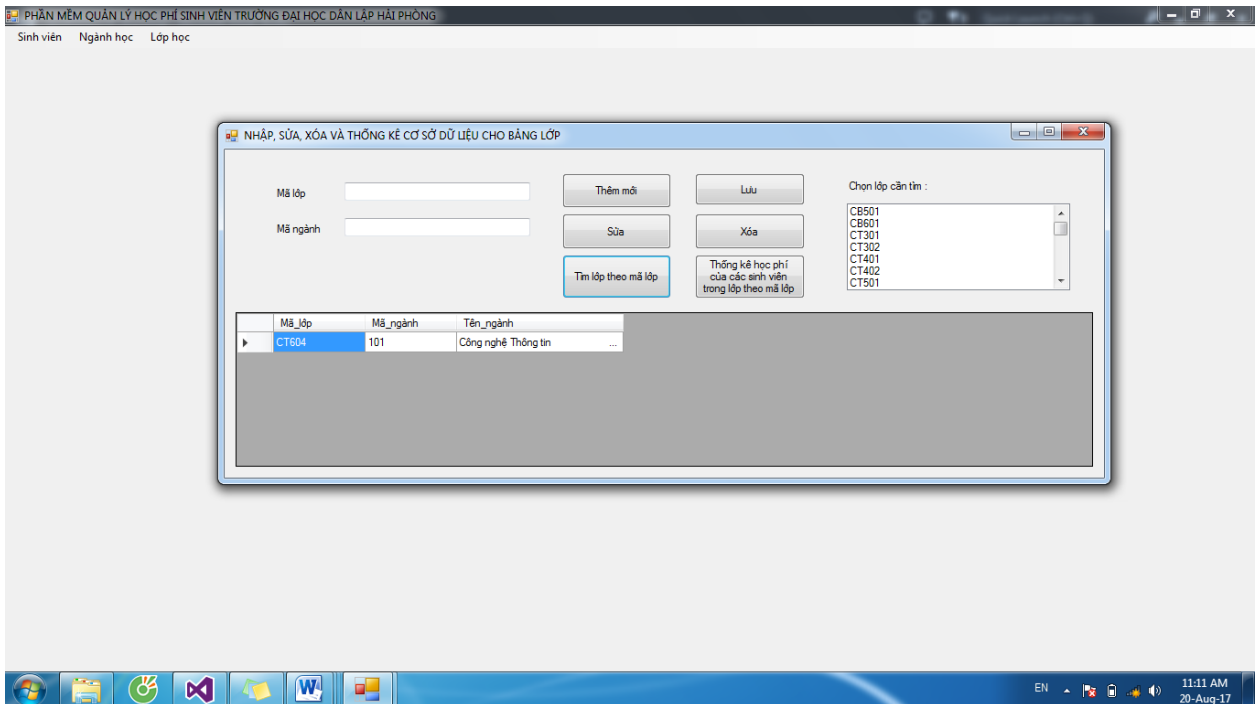 PHẦN MỀM QUẢN LÝ HỌC PHÍ SINH VIÊN TRƯỜNG ĐẠI HỌC DÂN LẬP HẢI PHÒNG
Sinh viên Ngành học Lớp học
NHẬP, SỬA, XÓA VÀ THỐNG KÊ CƠ SỞ DỮ LIỆU CHO BẢNG LỚP
Mã lớp
Thêm mới
Lưu
Chọn lớp cần tìm :
Mã ngành
Sửa
Xóa
Tìm lớp theo mã lớp
Thống kê học phí
của các sinh viên
trong lớp theo mã lớp
CB501
CB601
CT301
CT302
CT401
CT402
CT501
Mã_lớp Mã_ngành Tên_ngành
CT604 101 Công nghệ Thông tin ...
EN
11:11 AM
20-Aug-17